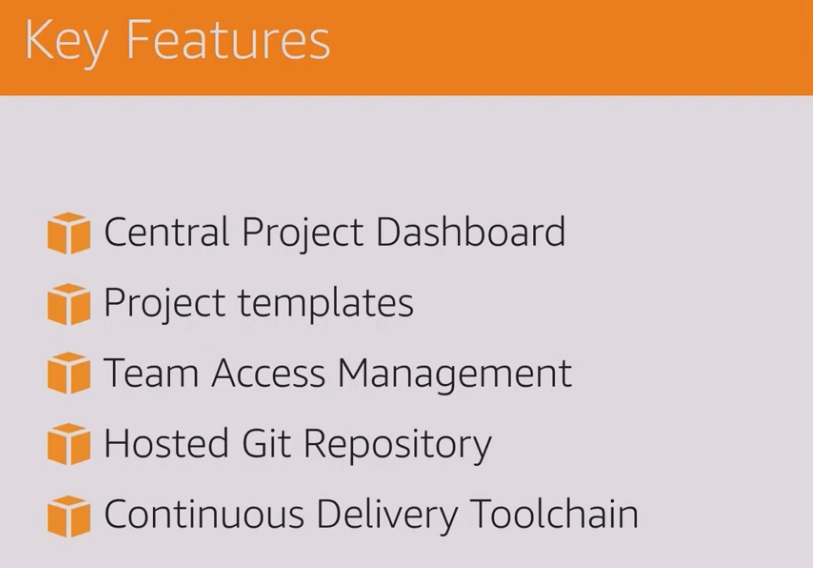 Key Features
Central Project Dashboard
Project templates
Team Access Management
Hosted Git Repository
Continuous Delivery Toolchain